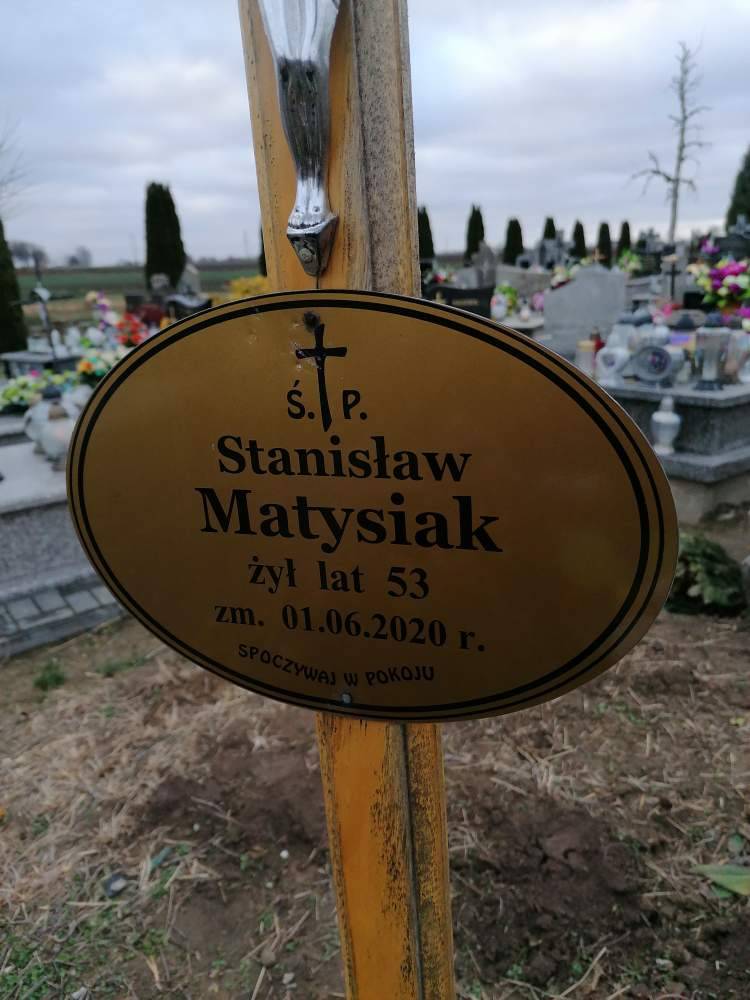 Ś. P.
Stanisław
Matysiak
żył lat 53
zm. 01.06.2020 r.
SPOCZYWAJ W POKOJU